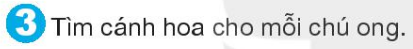 3 Tìm cánh hoa cho mỗi chú ong.